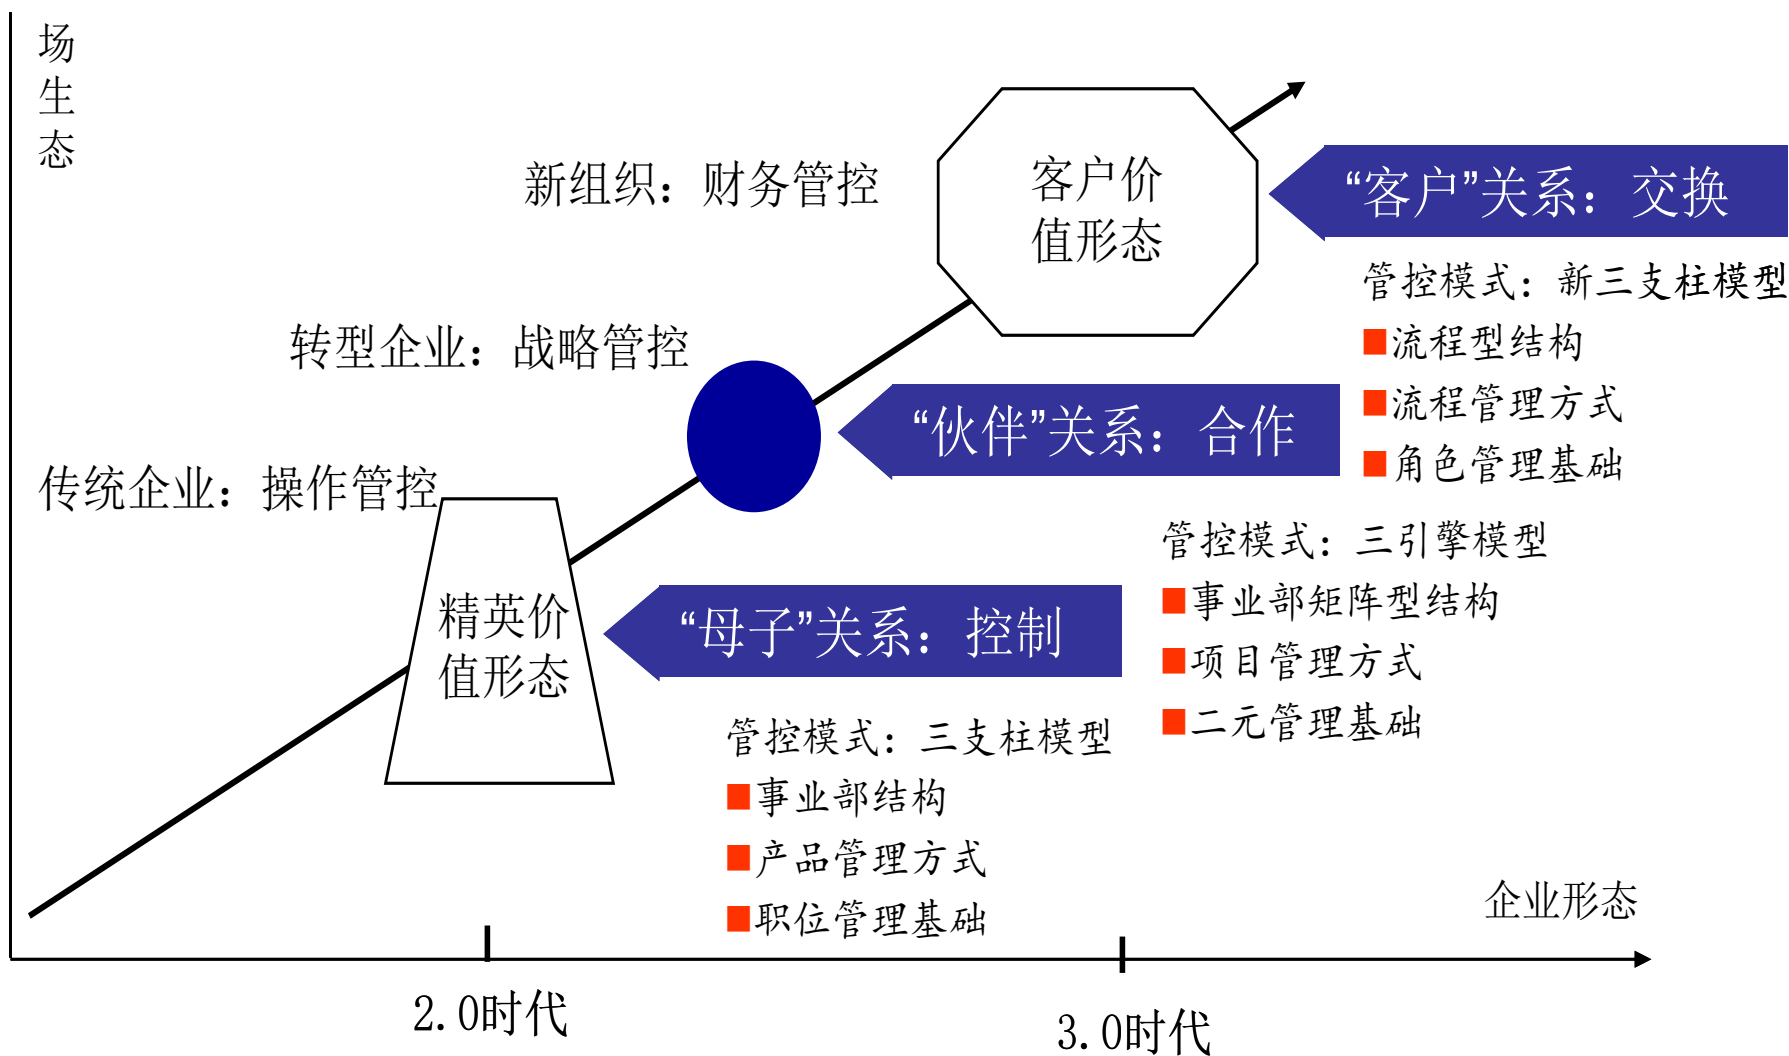 场
生
态
新组织：财务管控
客户价
值形态
“客户”关系：交换
管控模式：新三支柱模型
流程型结构
流程管理方式
角色管理基础
转型企业：战略管控
“伙伴”关系：合作
管控模式：三引擎模型
事业部矩阵型结构
项目管理方式
二元管理基础
传统企业：操作管控
精英价
值形态
“母子”关系：控制
管控模式：三支柱模型
事业部结构
产品管理方式
职位管理基础
企业形态
2.0时代
3.0时代